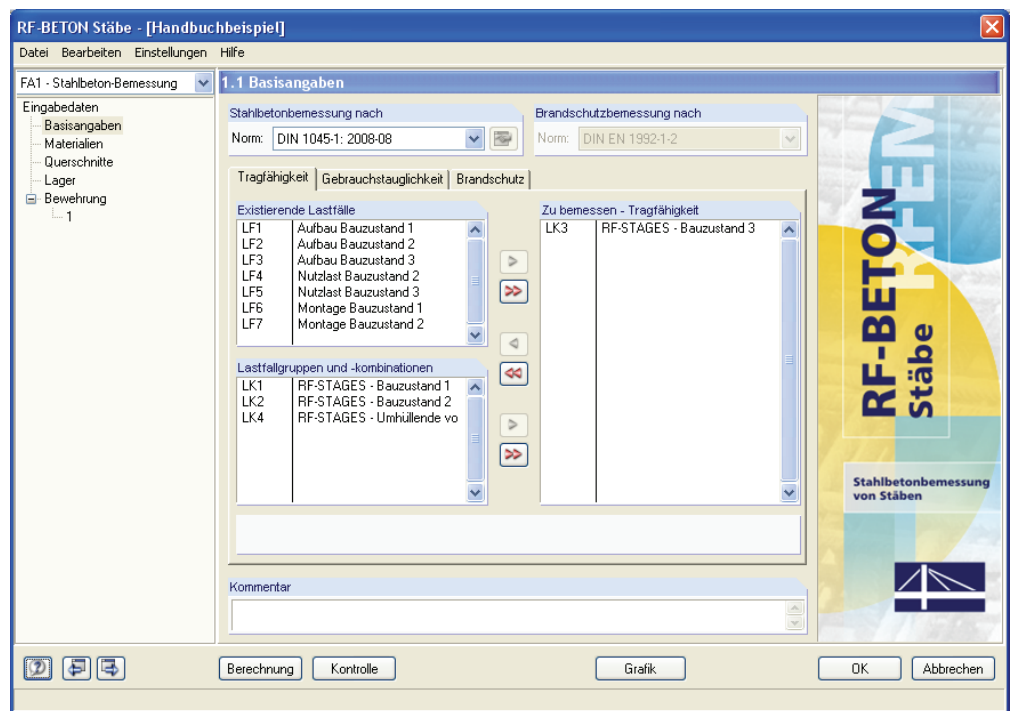 RF-BETON Stäbe - [Handbuchbeispiel]
Datei Bearbeiten Einstellungen Hilfe
FA1 - Stahlbeton-Bemessung
Eingabedaten
Basisangaben
Materialien
Querschnitte
Lager
Bewehrung
1
1.1 Basisangaben
Stahlbetonbemessung nach
Norm: DIN 1045-1: 2008-08
Brandschutzbemessung nach
Norm: DIN EN 1992-1-2
Tragfähigkeit Gebrauchstauglichkeit Brandschutz
Existierende Lastfälle
LF1 Aufbau Bauzustand 1
LF2 Aufbau Bauzustand 2
LF3 Aufbau Bauzustand 3
LF4 Nutzlast Bauzustand 2
LF5 Nutzlast Bauzustand 3
LF6 Montage Bauzustand 1
LF7 Montage Bauzustand 2
Lastfallgruppen und -kombinationen
LK1 RF-STAGES - Bauzustand 1
LK2 RF-STAGES - Bauzustand 2
LK4 RF-STAGES - Umhüllende vo
Zu bemessen - Tragfähigkeit
LK3 RF-STAGES - Bauzustand 3
Kommentar
RFEM
RF-BETON
Stäbe
Stahlbetonbemessung
von Stäben
Berechnung Kontrolle Grafik OK Abbrechen